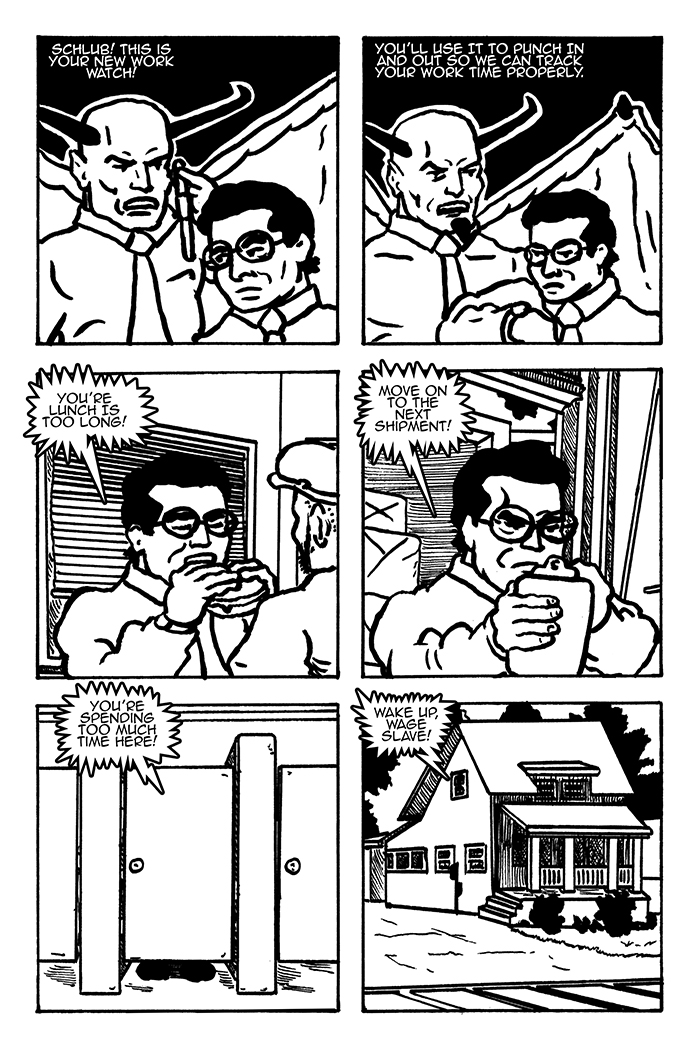 SCHLUB! THIS IS
YOUR NEW WORK
WATCH!
YOU'LL USE IT TO PUNCH IN
AND OUT SO WE CAN TRACK
YOUR WORK TIME PROPERLY.
YOU'RE
LUNCH IS
TOO LONG!
MOVE ON
TO THE
NEXT
SHIPMENT!
YOU'RE
SPENDING
TOO MUCH
TIME HERE!
WAKE UP,
WAGE
SLAVE!